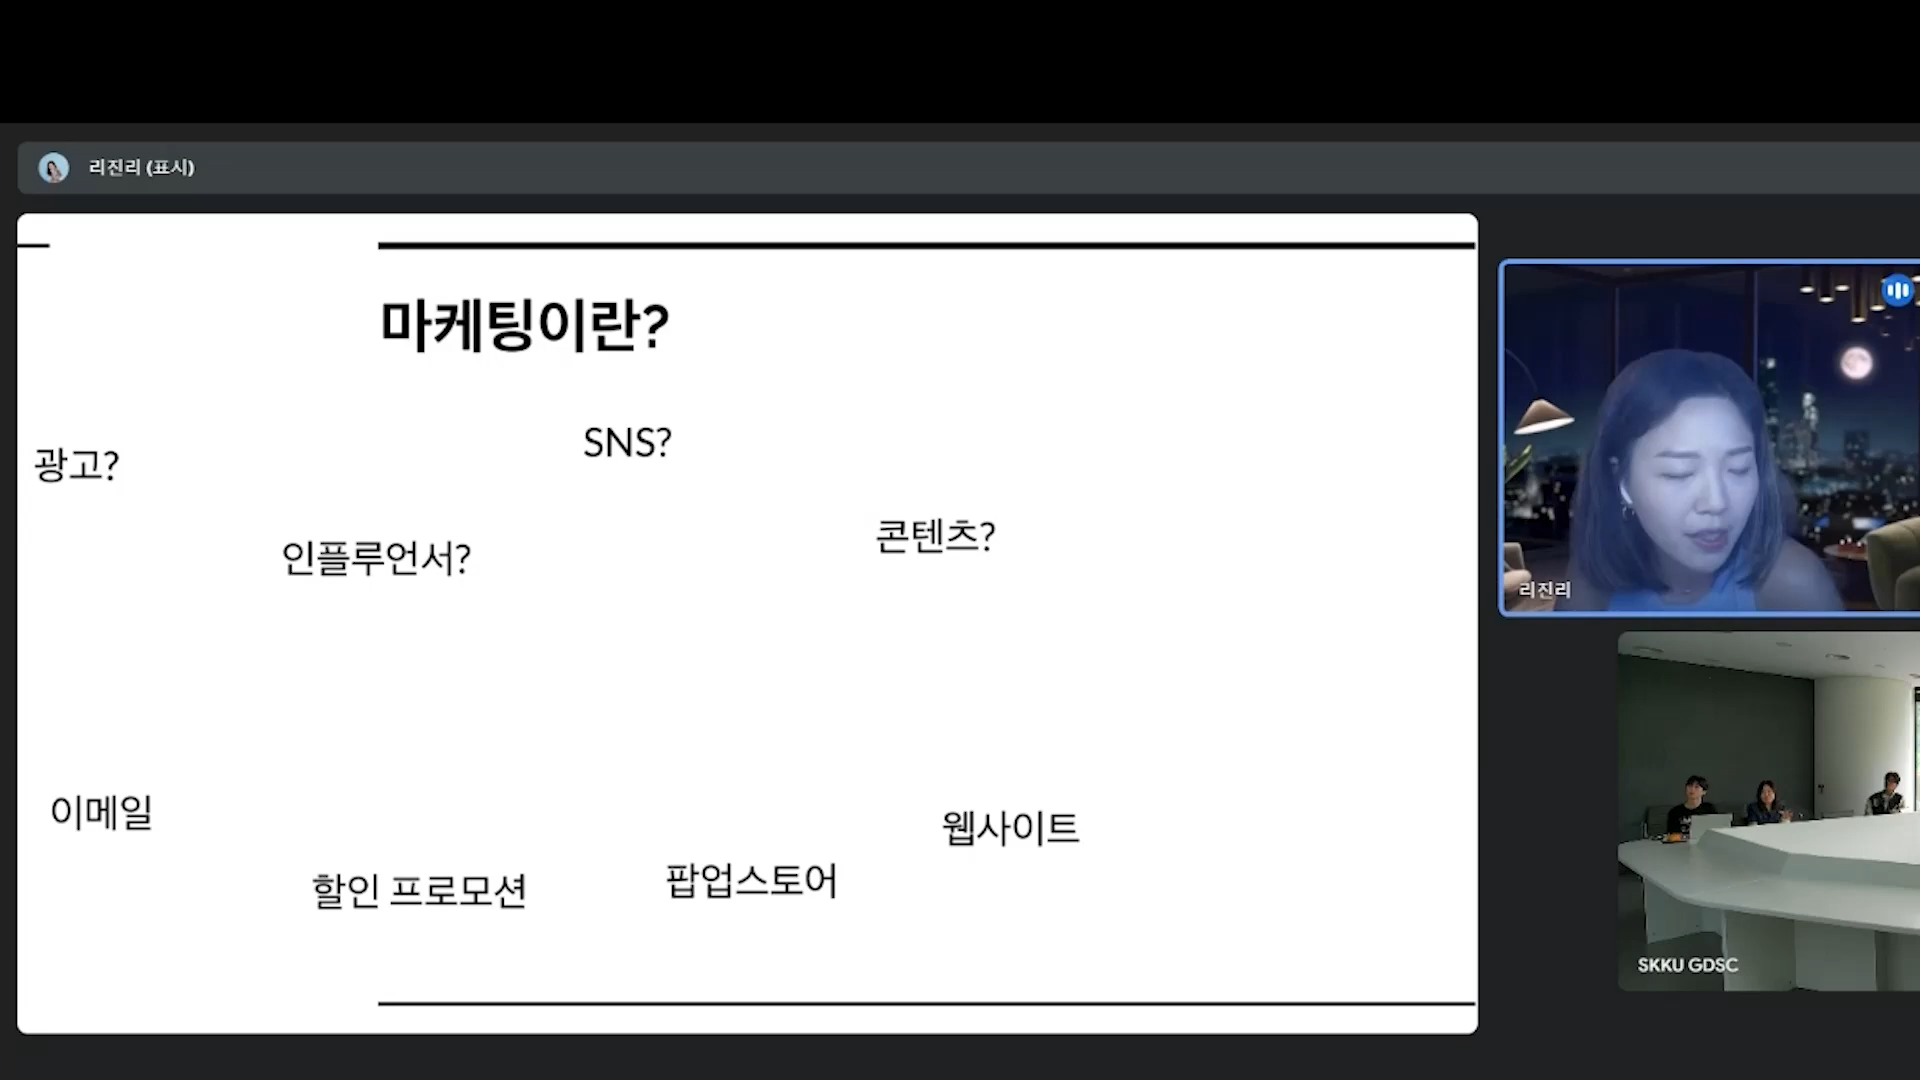 리진리 (표시)
마케팅이란?
SNS?
광고?
콘텐츠?
인플루언서?
이메일
웹사이트
할인 프로모션
팝업스토어
리진리
SKKU GDSC